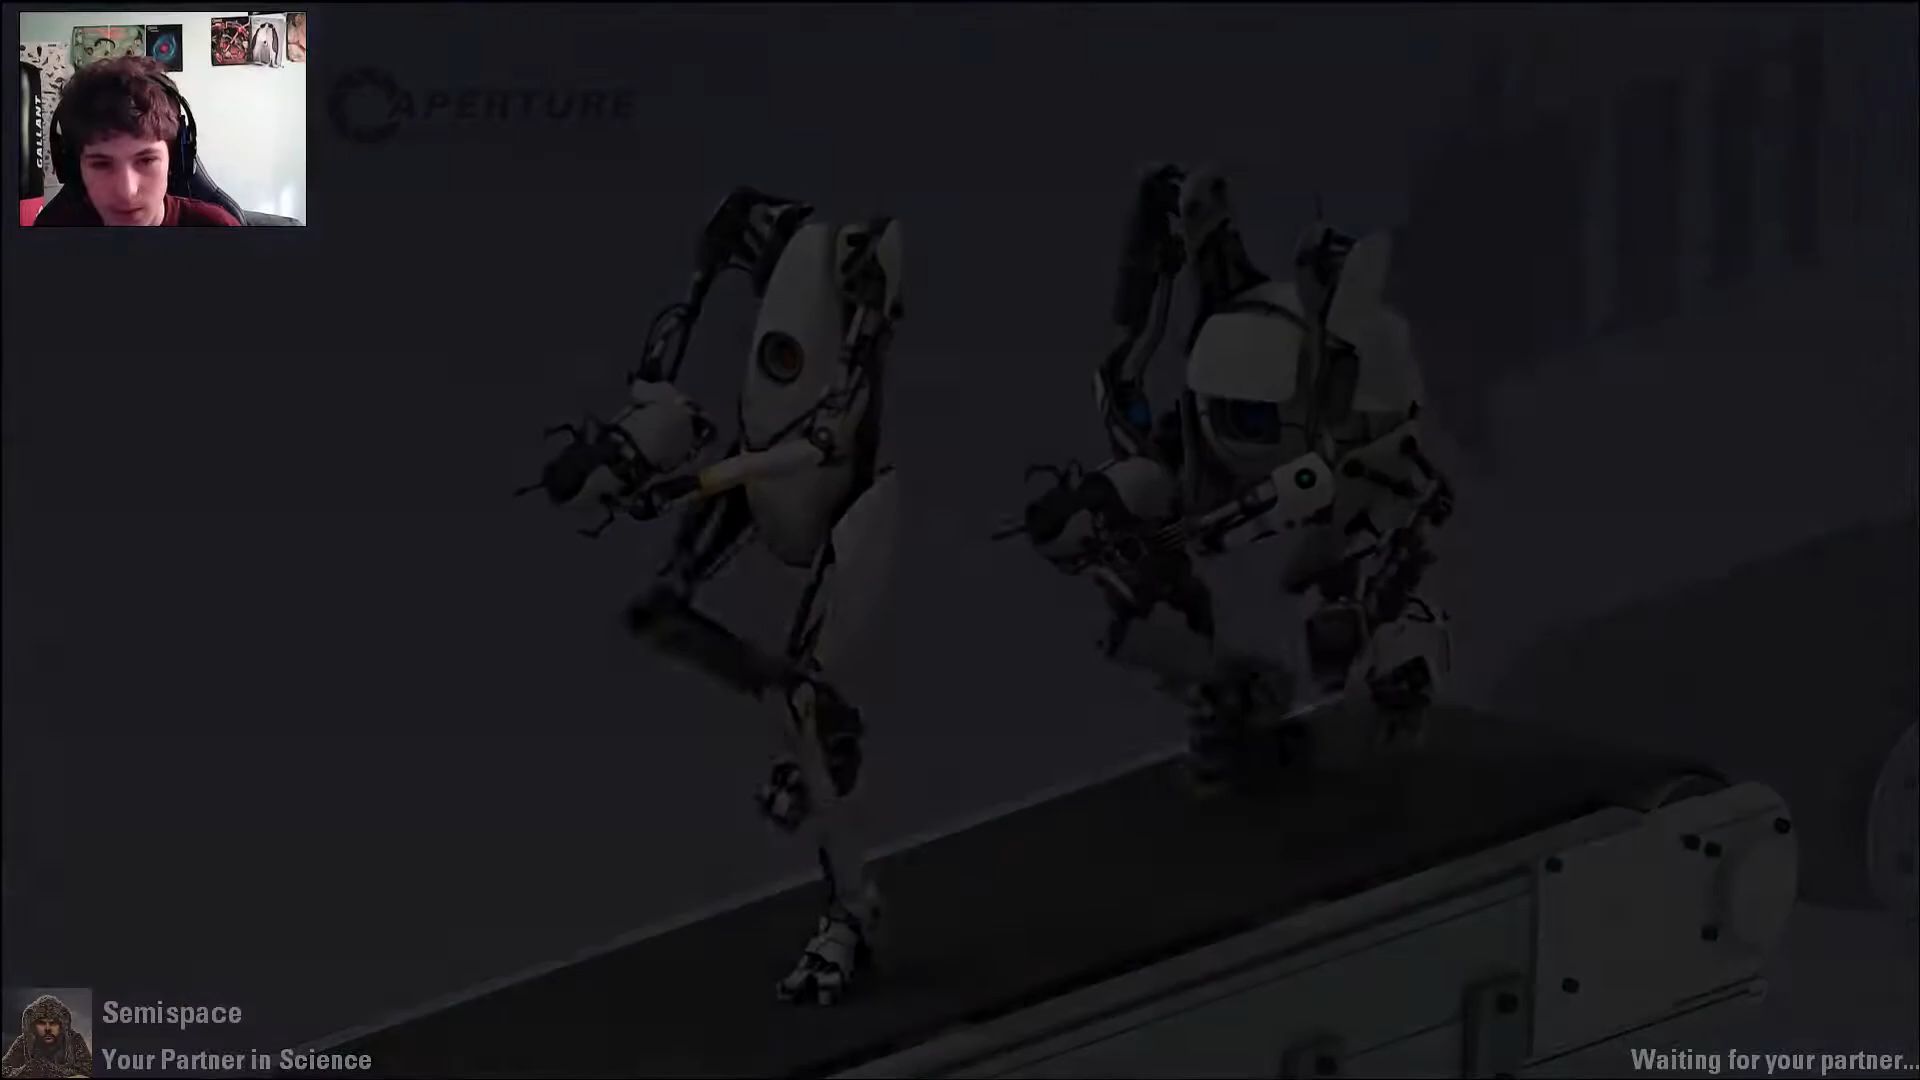 GALLANT
APERTURE
Semispace
Your Partner in Science
Waiting for your partner...